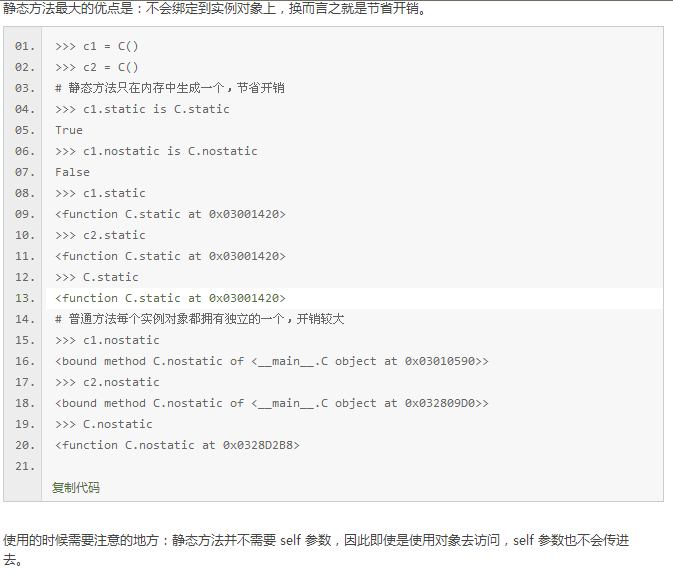 静态方法最大的优点是：不会绑定到实例对象上，换而言之就是节省开销。
01. >>> c1 = C()
02. >>> c2 = C()
03. # 静态方法只在内存中生成一个，节省开销
04. >>> c1.static is C.static
05. True
06. >>> c1.nostatic is C.nostatic
07. False
08. >>> c1.static
09. <function C.static at 0x03001420>
10. >>> c2.static
11. <function C.static at 0x03001420>
12. >>> C.static
13. <function C.static at 0x03001420>
14. # 普通方法每个实例对象都拥有独立的一个，开销较大
15. >>> c1.nostatic
16. <bound method C.nostatic of <__main__.C object at 0x03010590>>
17. >>> c2.nostatic
18. <bound method C.nostatic of <__main__.C object at 0x032809D0>>
19. >>> C.nostatic
20. <function C.nostatic at 0x0328D2B8>
21.
复制代码
使用的时候需要注意的地方：静态方法并不需要 self 参数，因此即使是使用对象去访问，self 参数也不会传进
去。